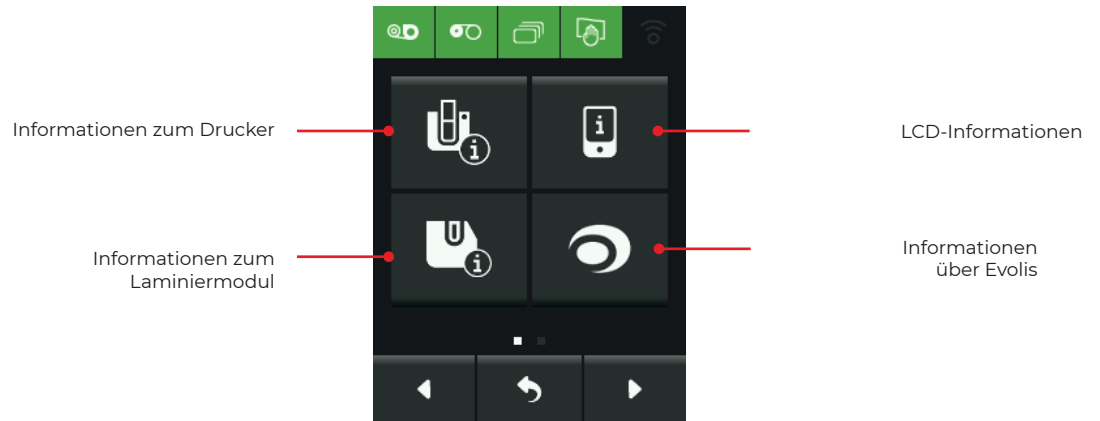 Informationen zum Drucker
LCD-Informationen
Informationen zum
Laminiermodul
Informationen
über Evolis